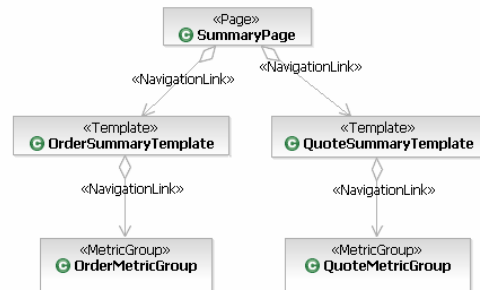 «Page»
SummaryPage
«NavigationLink»
«NavigationLink»
«Template»
OrderSummaryTemplate
«Template»
QuoteSummaryTemplate
«NavigationLink»
«NavigationLink»
«MetricGroup»
OrderMetricGroup
«MetricGroup»
QuoteMetricGroup